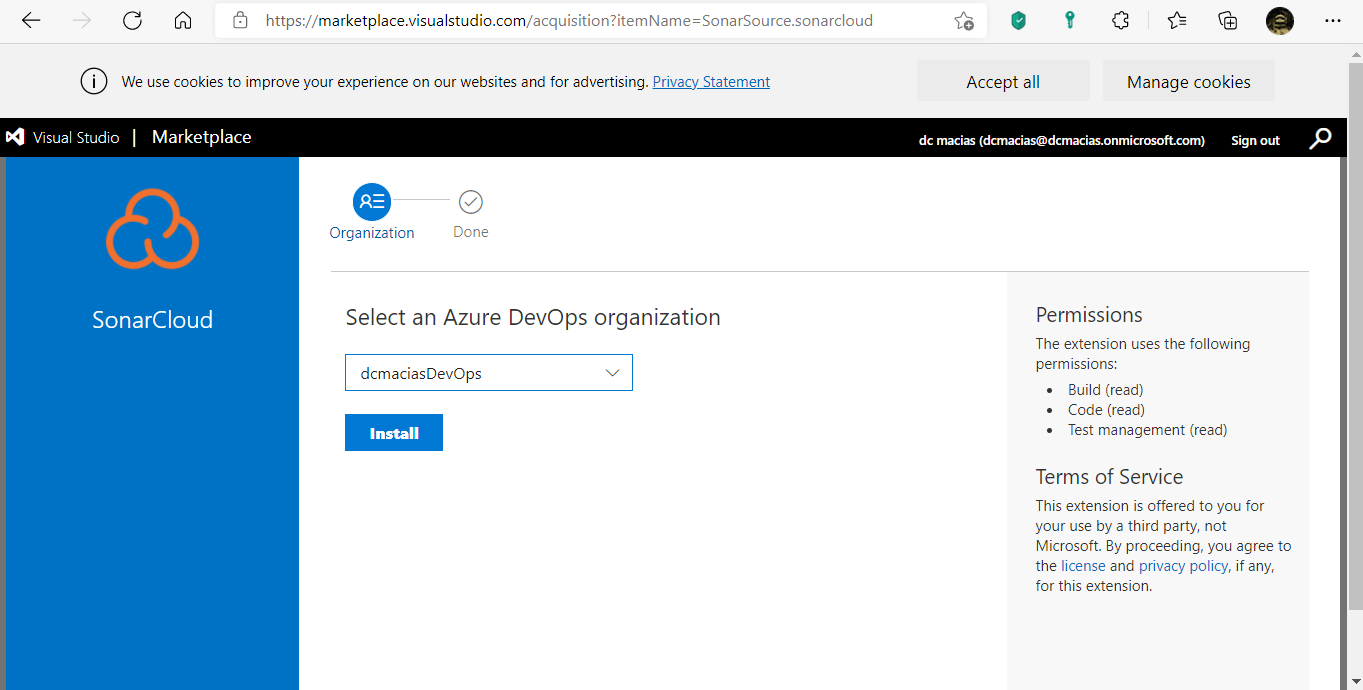 https://marketplace.visualstudio.com/acquisition?itemName=SonarSource.sonarcloud
We use cookies to improve your experience on our websites and for advertising. Privacy Statement
Accept all
Manage cookies
Visual Studio | Marketplace
dc macias (dcmacias@dcmacias.onmicrosoft.com)
Sign out
SonarCloud
Organization
Done
Select an Azure DevOps organization
dcmaciasDevOps
Install
Permissions
The extension uses the following
permissions:
• Build (read)
• Code (read)
• Test management (read)
Terms of Service
This extension is offered to you for
your use by a third party, not
Microsoft. By proceeding, you agree to
the license and privacy policy, if any,
for this extension.